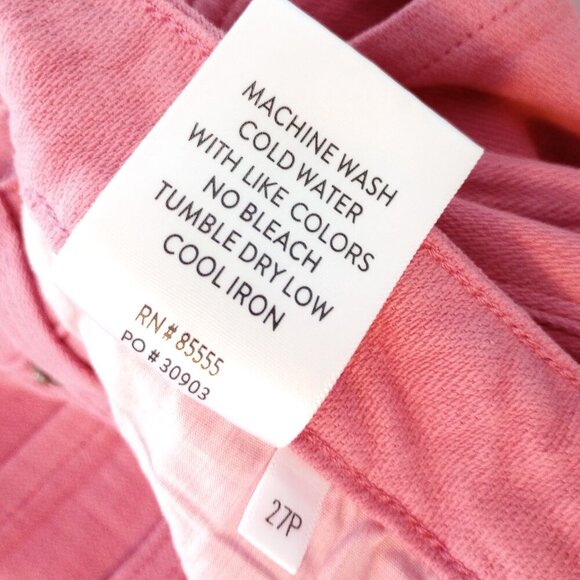 MACHINE WASH
COLD WATER
WITH LIKE COLORS
NO BLEACH
TUMBLE DRY LOW
COOL IRON
RN # 85555
PO # 30903
27P